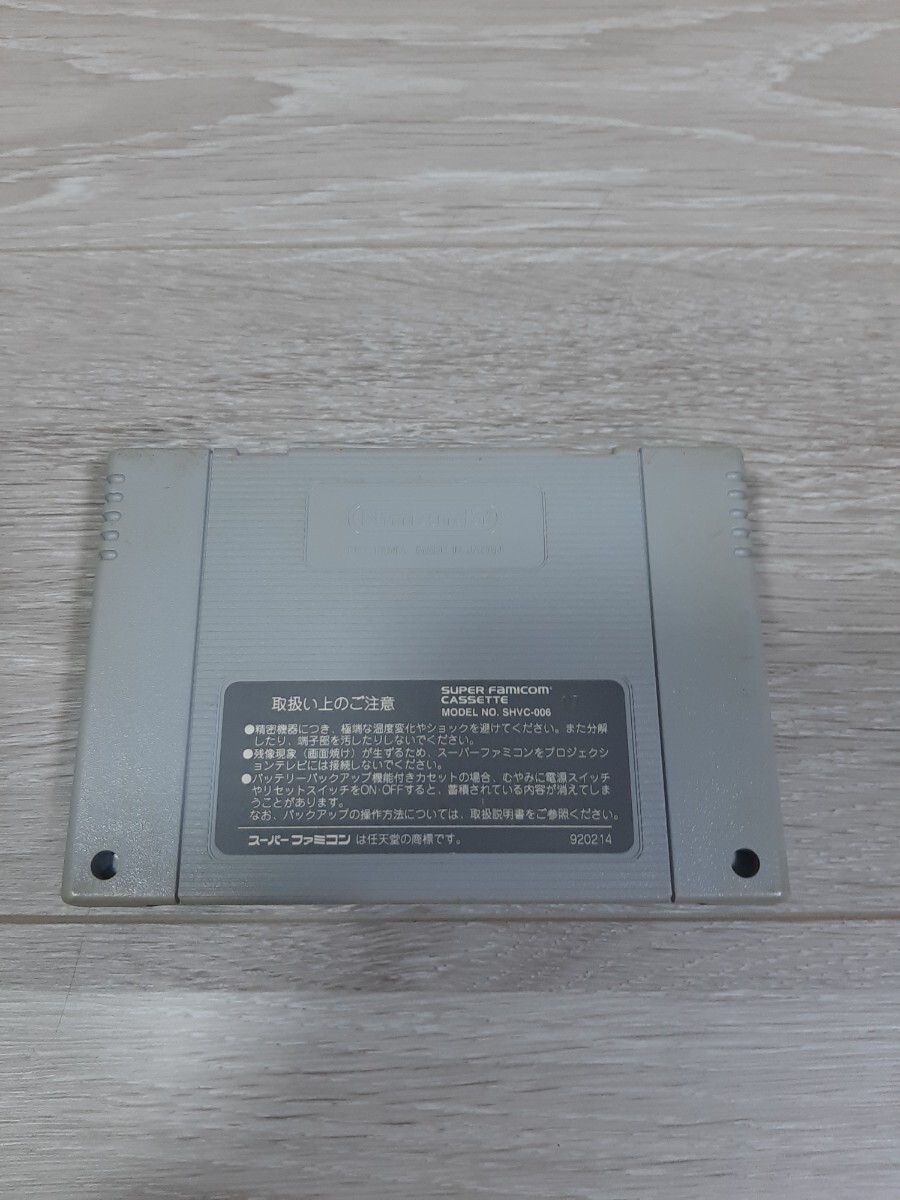 Nintendo
MADE IN JAPAN
取扱い上のご注意
SUPER FAMICOM
CASSETTE
MODEL NO. SHVC-006
●精密機器につき、極端な温度変化やショックを避けてください。また分解
したり、端子部を汚したりしないでください。
●残像現象（画面焼け）が生ずるため、スーパーファミコンをプロジェクシ
ョンテレビには接続しないでください。
●バッテリーバックアップ機能付きカセットの場合、むやみに電源スイッチ
やリセットスイッチをON・OFFすると、蓄積されている内容が消えてしま
うことがあります。
なお、バックアップの操作方法については、取扱説明書をご参照ください。
スーパーファミコン は任天堂の商標です。
920214